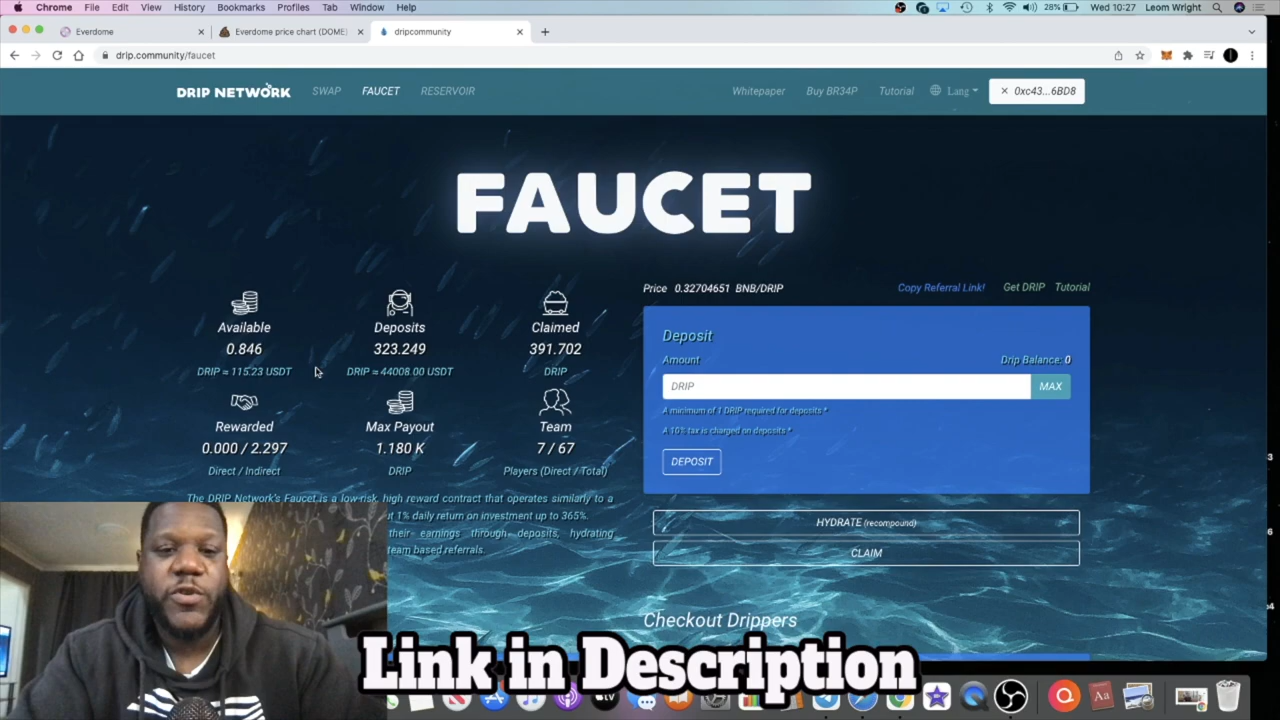 Chrome File Edit View History Bookmarks Profiles Tab Window Help 28% Wed 10:27 Leom Wright
Everdome × Everdome price chart (DOME) × dripcommunity × +
drip.community/faucet
DRIP NETWORK SWAP FAUCET RESERVOIR Whitepaper Buy BR34P Tutorial Lang × 0xc43...6BD8
FAUCET
Price 0.32704651 BNB/DRIP Copy Referral Link! Get DRIP Tutorial
Available Deposits Claimed
0.846 323.249 391.702
DRIP ≈ 115.23 USDT DRIP ≈ 44008.00 USDT DRIP
Rewarded Max Payout Team
0.000 / 2.297 1.180 K 7 / 67
Direct / Indirect DRIP Players (Direct / Total)
The DRIP Network's Faucet is a low-risk, high reward contract that operates similarly to a
t 1% daily return on investment up to 365%.
their earnings through deposits, hydrating
team based referrals.
Deposit
Amount Drip Balance: 0
DRIP MAX
A minimum of 1 DRIP required for deposits *
A 10% tax is charged on deposits *
DEPOSIT
HYDRATE (recompound)
CLAIM
Checkout Drippers
Link in Description